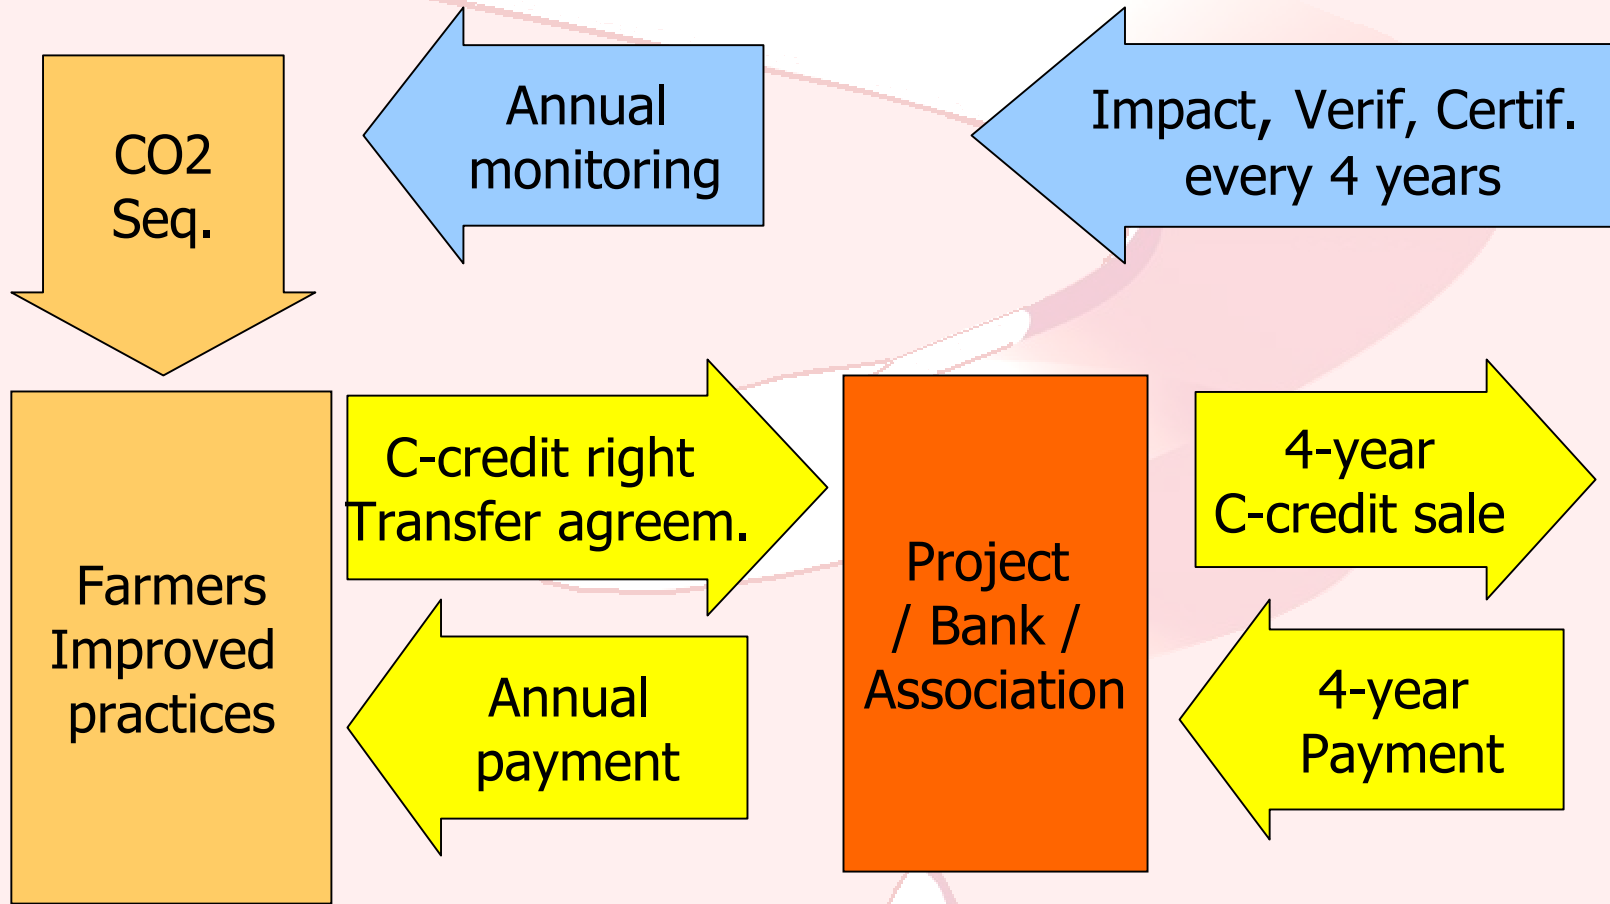 CO2
Seq.
Annual
monitoring
Impact, Verif, Certif.
every 4 years
Farmers
Improved
practices
C-credit right
Transfer agreem.
Annual
payment
Project
/ Bank /
Association
4-year
C-credit sale
4-year
Payment